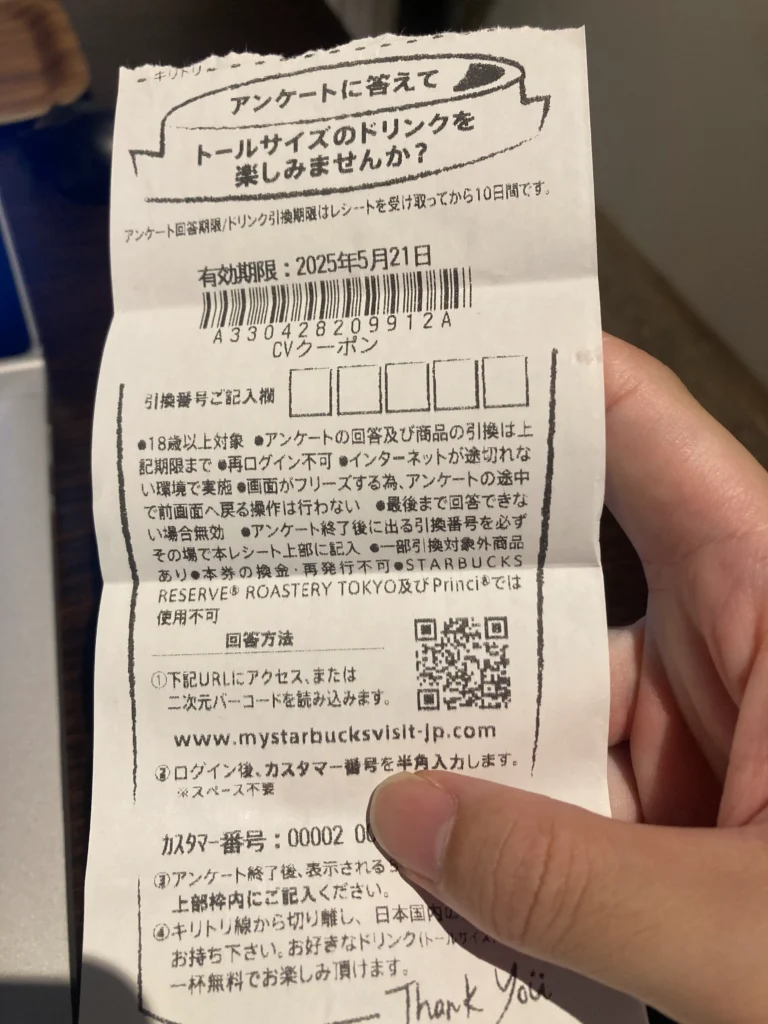 キリトリ
アンケートに答えて
トールサイズのドリンクを
楽しみませんか?
アンケート回答期限/ドリンク引換期限はレシートを受け取ってから10日間です。
有効期限:2025年5月21日
A330428209912A
CVクーポン
引換番号ご記入欄
●18歳以上対象 ●アンケートの回答及び商品の引換は上
記期限まで ●再ログイン不可 ●インターネットが途切れな
い環境で実施 ●画面がフリーズする為、アンケートの途中
で前画面へ戻る操作は行わない ●最後まで回答できな
い場合無効 ●アンケート終了後に出る引換番号を必ず
その場で本レシート上部に記入 ●一部引換対象外商品
あり●本券の換金・再発行不可●STARBUCKS
RESERVE® ROASTERY TOKYO及びPrinci®では
使用不可
回答方法
①下記URLにアクセス、または
二次元バーコードを読み込みます。
www.mystarbucksvisit-jp.com
②ログイン後、カスタマー番号を半角入力します。
※スペース不要
カスタマー番号:00002
③アンケート終了後、表示される
上部枠内にご記入ください。
④キリトリ線から切り離し、日本国内の
お持ち下さい。お好きなドリンク(トールサイズ
一杯無料でお楽しみ頂けます。
Thank You